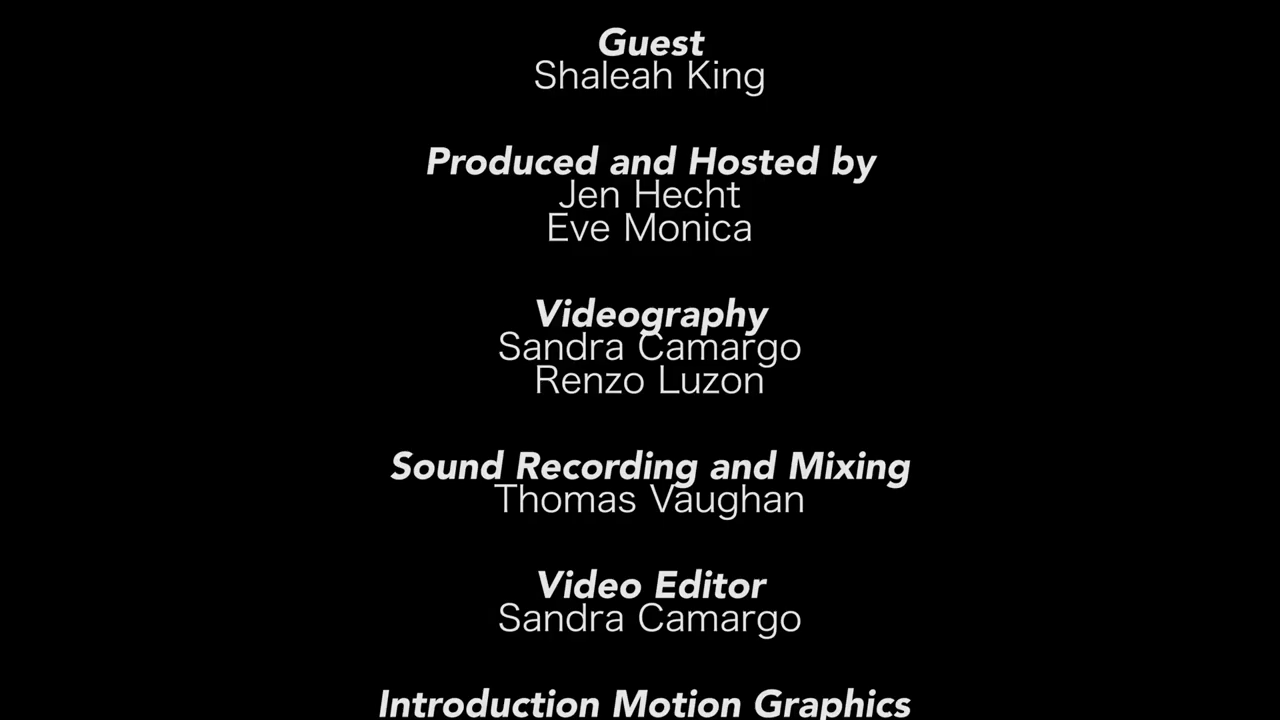 Guest
Shaleah King
Produced and Hosted by
Jen Hecht
Eve Monica
Videography
Sandra Camargo
Renzo Luzon
Sound Recording and Mixing
Thomas Vaughan
Video Editor
Sandra Camargo
Introduction Motion Graphics